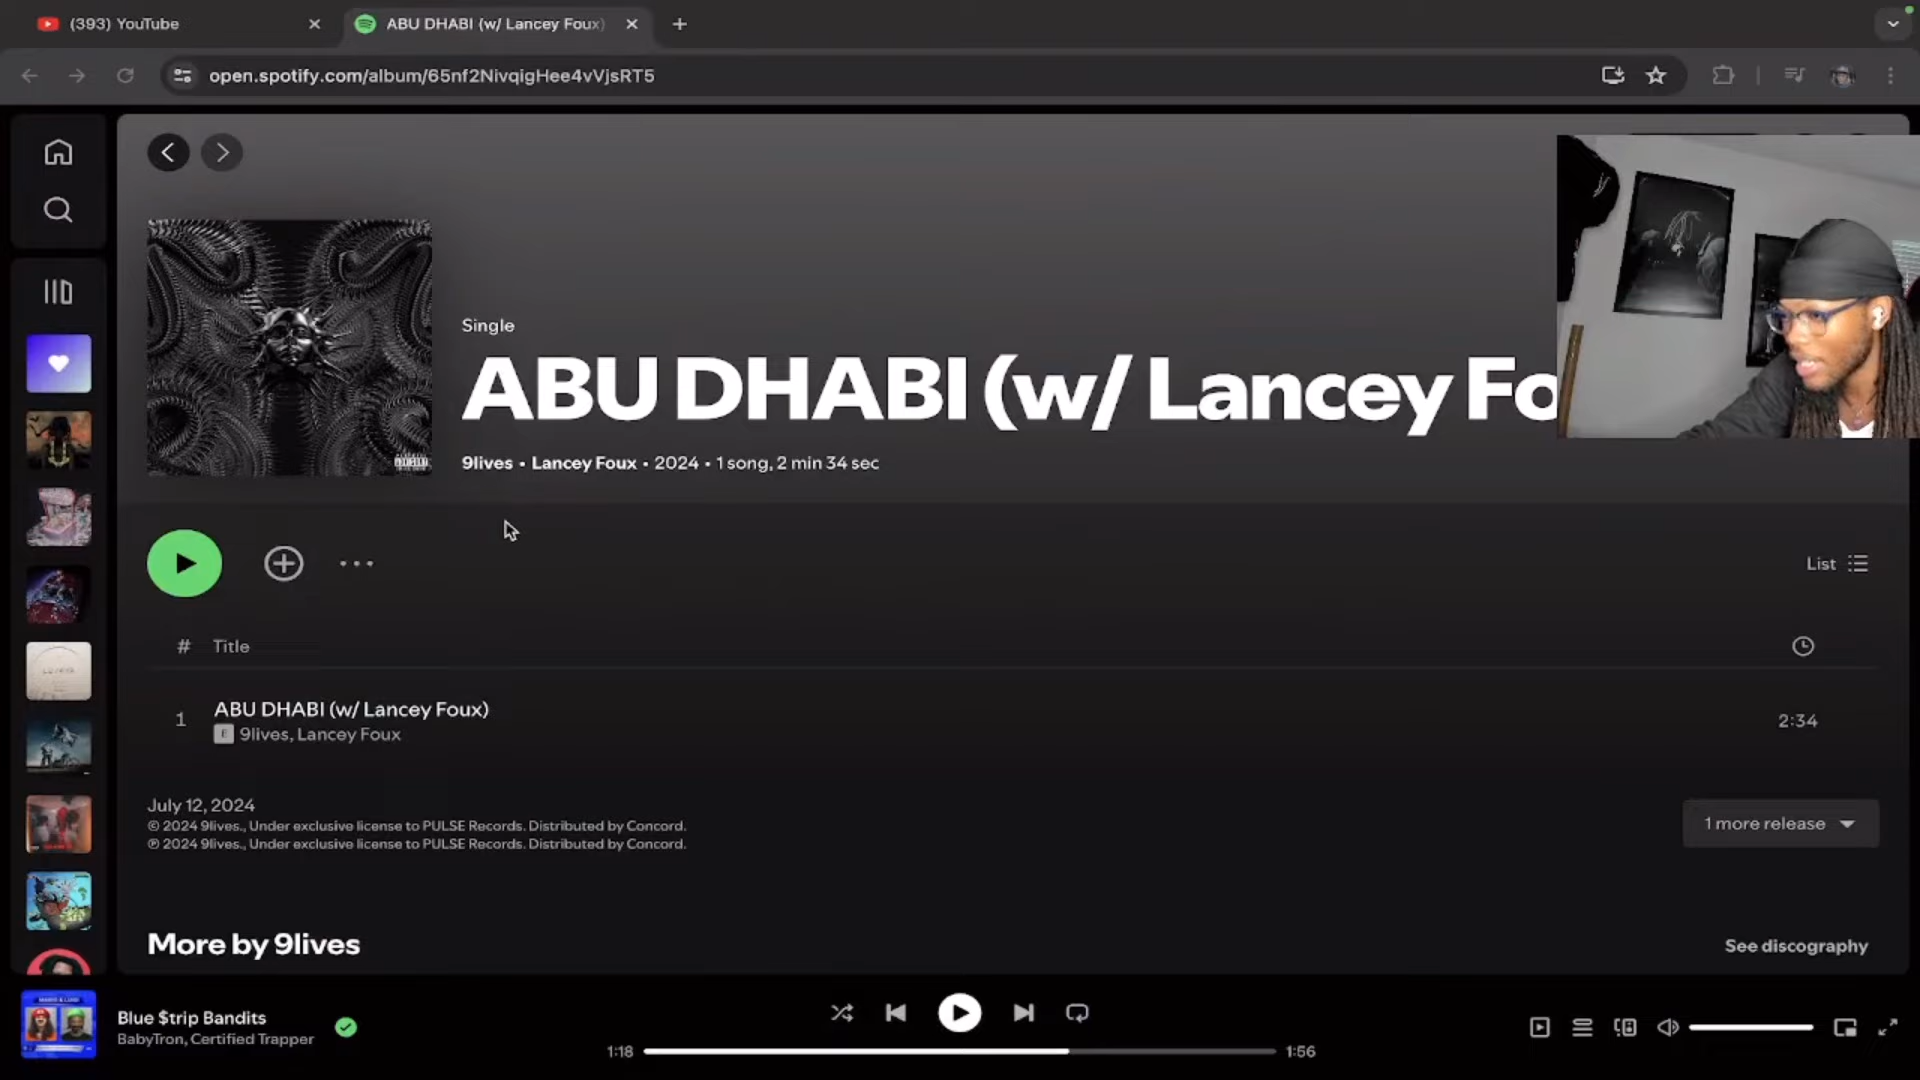 (393) YouTube
ABU DHABI (w/ Lancey Foux)
open.spotify.com/album/65nf2NivqigHee4vVjsRT5
Single
ABU DHABI (w/ Lancey Fo
9lives • Lancey Foux • 2024 • 1 song, 2 min 34 sec
List
# Title
1
ABU DHABI (w/ Lancey Foux)
E 9lives, Lancey Foux
2:34
July 12, 2024
© 2024 9lives., Under exclusive license to PULSE Records. Distributed by Concord.
℗ 2024 9lives., Under exclusive license to PULSE Records. Distributed by Concord.
1 more release
More by 9lives
See discography
Blue $trip Bandits
BabyTron, Certified Trapper
1:18
1:56